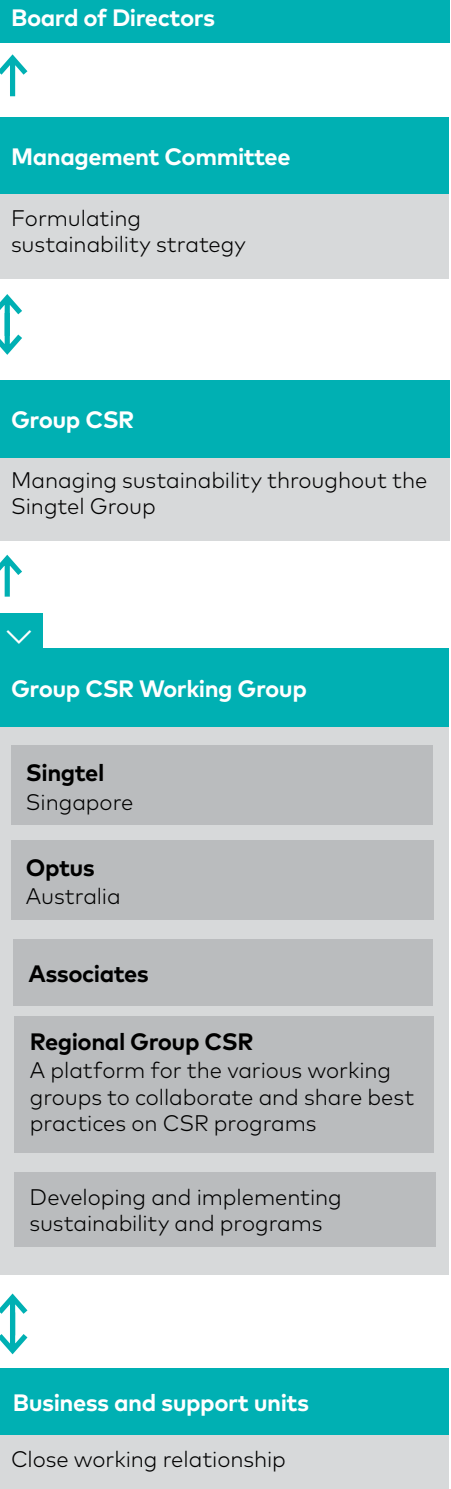 Board of Directors
Management Committee
Formulating
sustainability strategy
Group CSR
Managing sustainability throughout the
Singtel Group
Group CSR Working Group
Singtel
Singapore
Optus
Australia
Associates
Regional Group CSR
A platform for the various working
groups to collaborate and share best
practices on CSR programs
Developing and implementing
sustainability and programs
Business and support units
Close working relationship